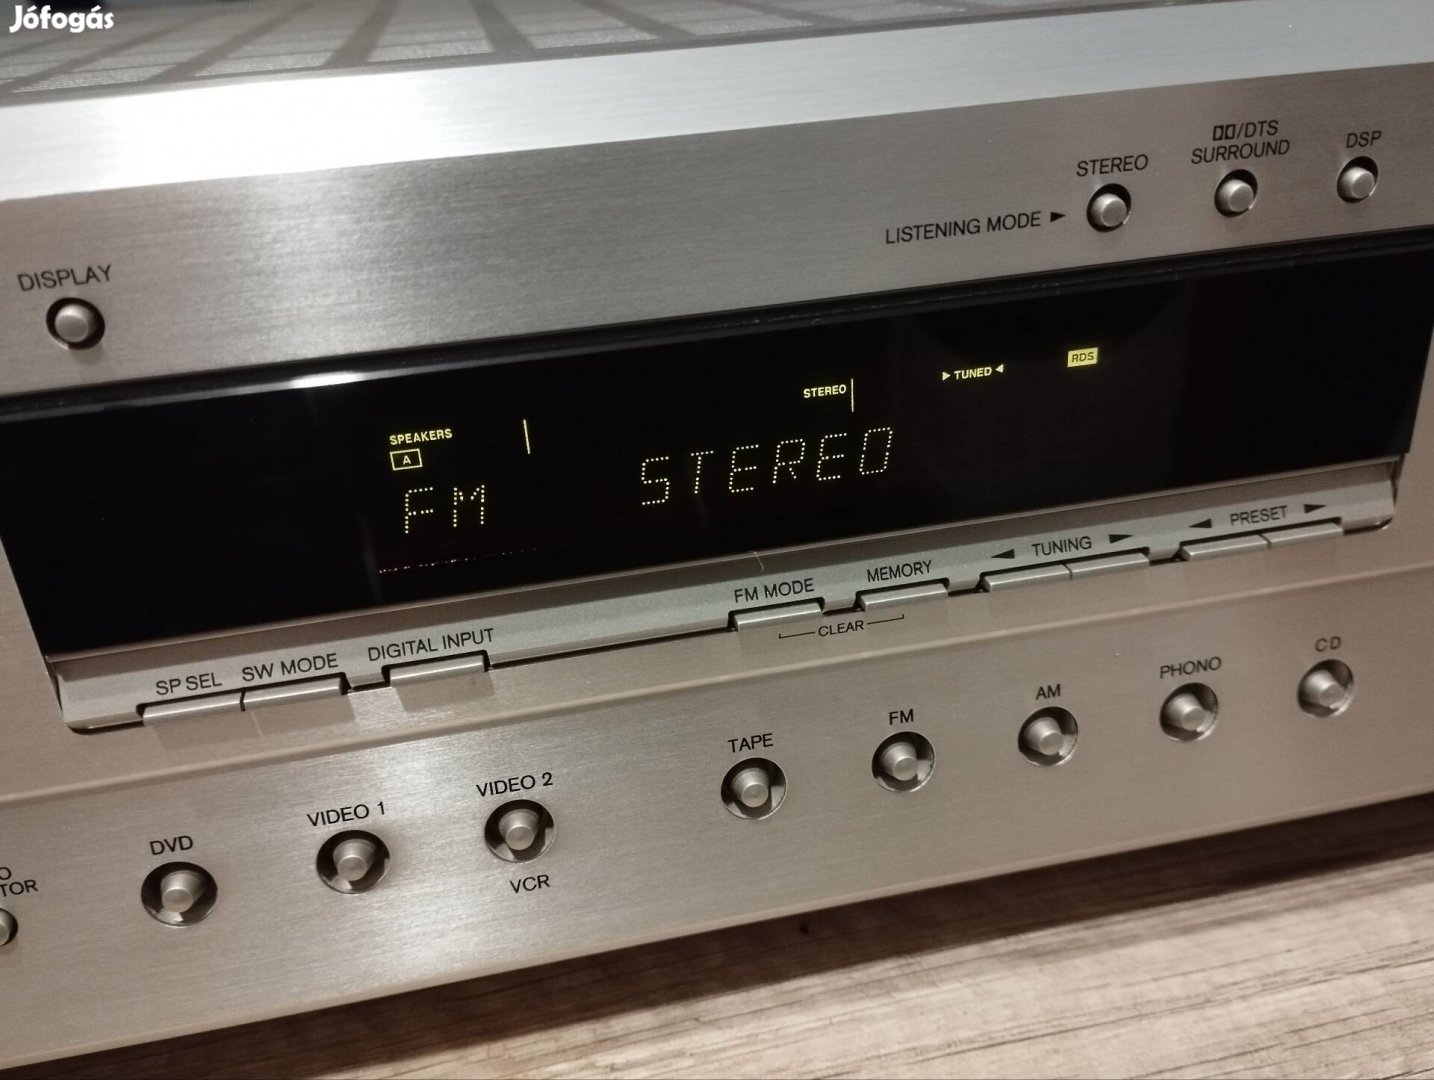 Jófogás
DISPLAY
LISTENING MODE ►
STEREO
DD/DTS
SURROUND
DSP
SPEAKERS
A
STEREO
► TUNED ◄
RDS
FM STEREO
SP SEL
SW MODE
DIGITAL INPUT
FM MODE
MEMORY
CLEAR
◄ TUNING ►
◄ PRESET ►
DVD
VIDEO 1
VIDEO 2
VCR
TAPE
FM
AM
PHONO
CD